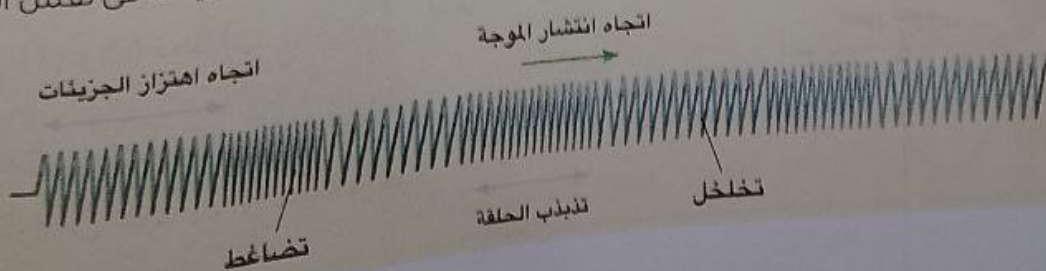 اتجاه انتشار الموجة
اتجاه اهتزاز الجزيئات
تخلخل
تذبذب الحلقة
تضاغط